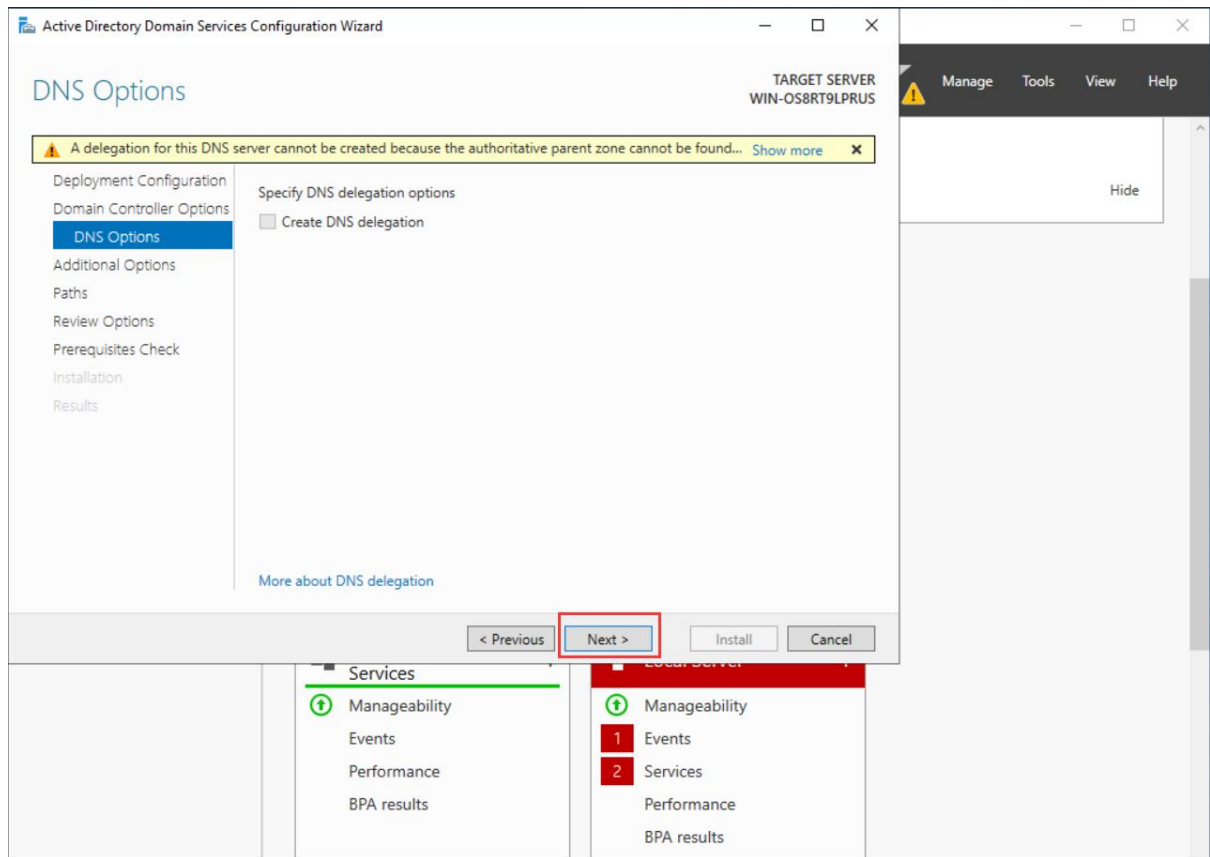 Active Directory Domain Services Configuration Wizard
DNS Options
TARGET SERVER
WIN-OS8RT9LPRUS
A delegation for this DNS server cannot be created because the authoritative parent zone cannot be found... Show more
Deployment Configuration
Domain Controller Options
DNS Options
Additional Options
Paths
Review Options
Prerequisites Check
Installation
Results
Specify DNS delegation options
Create DNS delegation
More about DNS delegation
< Previous
Next >
Install
Cancel
Manage Tools View Help
Hide
Services
Manageability
Events
Performance
BPA results
Local Server
Manageability
1 Events
2 Services
Performance
BPA results